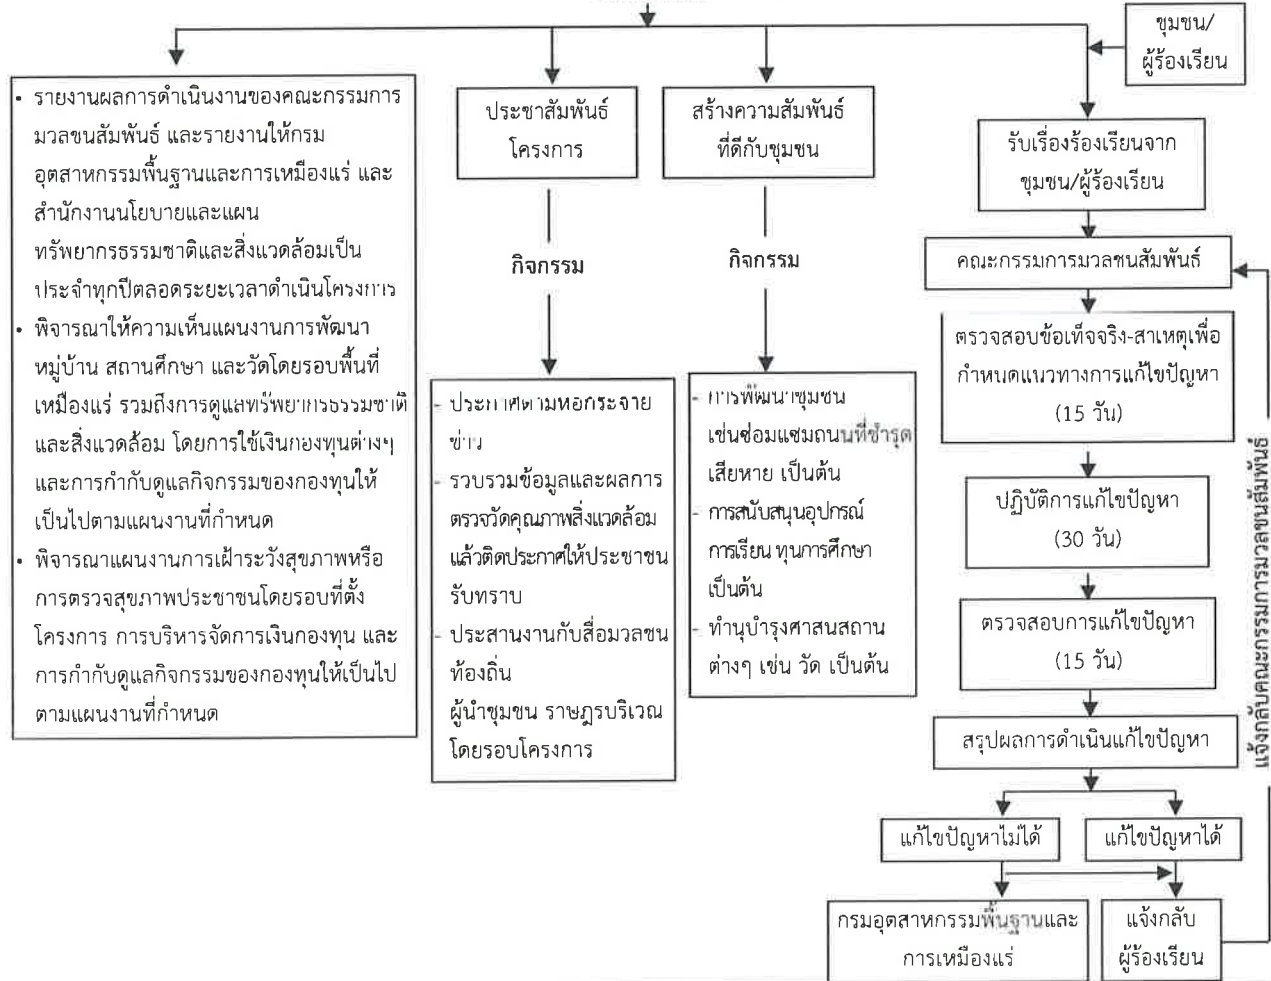 ชุมชน/
ผู้ร้องเรียน
• รายงานผลการดำเนินงานของคณะกรรมการ
มวลชนสัมพันธ์ และรายงานให้กรม
อุตสาหกรรมพื้นฐานและการเหมืองแร่ และ
สำนักงานนโยบายและแผน
ทรัพยากรธรรมชาติและสิ่งแวดล้อมเป็น
ประจำทุกปีตลอดระยะเวลาดำเนินโครงการ
• พิจารณาให้ความเห็นแผนงานการพัฒนา
หมู่บ้าน สถานศึกษา และวัดโดยรอบพื้นที่
เหมืองแร่ รวมถึงการดูแลทรัพยากรธรรมชาติ
และสิ่งแวดล้อม โดยการใช้เงินกองทุนต่างๆ
และการกำกับดูแลกิจกรรมของกองทุนให้
เป็นไปตามแผนงานที่กำหนด
• พิจารณาแผนงานการเฝ้าระวังสุขภาพหรือ
การตรวจสุขภาพประชาชนโดยรอบที่ตั้ง
โครงการ การบริหารจัดการเงินกองทุน และ
การกำกับดูแลกิจกรรมของกองทุนให้เป็นไป
ตามแผนงานที่กำหนด
ประชาสัมพันธ์
โครงการ
กิจกรรม
- ประกาศตามหอกระจาย
ข่าว
- รวบรวมข้อมูลและผลการ
ตรวจวัดคุณภาพสิ่งแวดล้อม
แล้วติดประกาศให้ประชาชน
รับทราบ
- ประสานงานกับสื่อมวลชน
ท้องถิ่น
ผู้นำชุมชน ราษฎรบริเวณ
โดยรอบโครงการ
สร้างความสัมพันธ์
ที่ดีกับชุมชน
กิจกรรม
- การพัฒนาชุมชน
เช่นซ่อมแซมถนนที่ชำรุด
เสียหาย เป็นต้น
- การสนับสนุนอุปกรณ์
การเรียน ทุนการศึกษา
เป็นต้น
- ทำนุบำรุงศาสนสถาน
ต่างๆ เช่น วัด เป็นต้น
รับเรื่องร้องเรียนจาก
ชุมชน/ผู้ร้องเรียน
คณะกรรมการมวลชนสัมพันธ์
ตรวจสอบข้อเท็จจริง-สาเหตุเพื่อ
กำหนดแนวทางการแก้ไขปัญหา
(15 วัน)
ปฏิบัติการแก้ไขปัญหา
(30 วัน)
ตรวจสอบการแก้ไขปัญหา
(15 วัน)
สรุปผลการดำเนินแก้ไขปัญหา
แก้ไขปัญหาไม่ได้
แก้ไขปัญหาได้
กรมอุตสาหกรรมพื้นฐานและ
การเหมืองแร่
แจ้งกลับ
ผู้ร้องเรียน
แจ้งกลับคณะกรรมการมวลชนสัมพันธ์